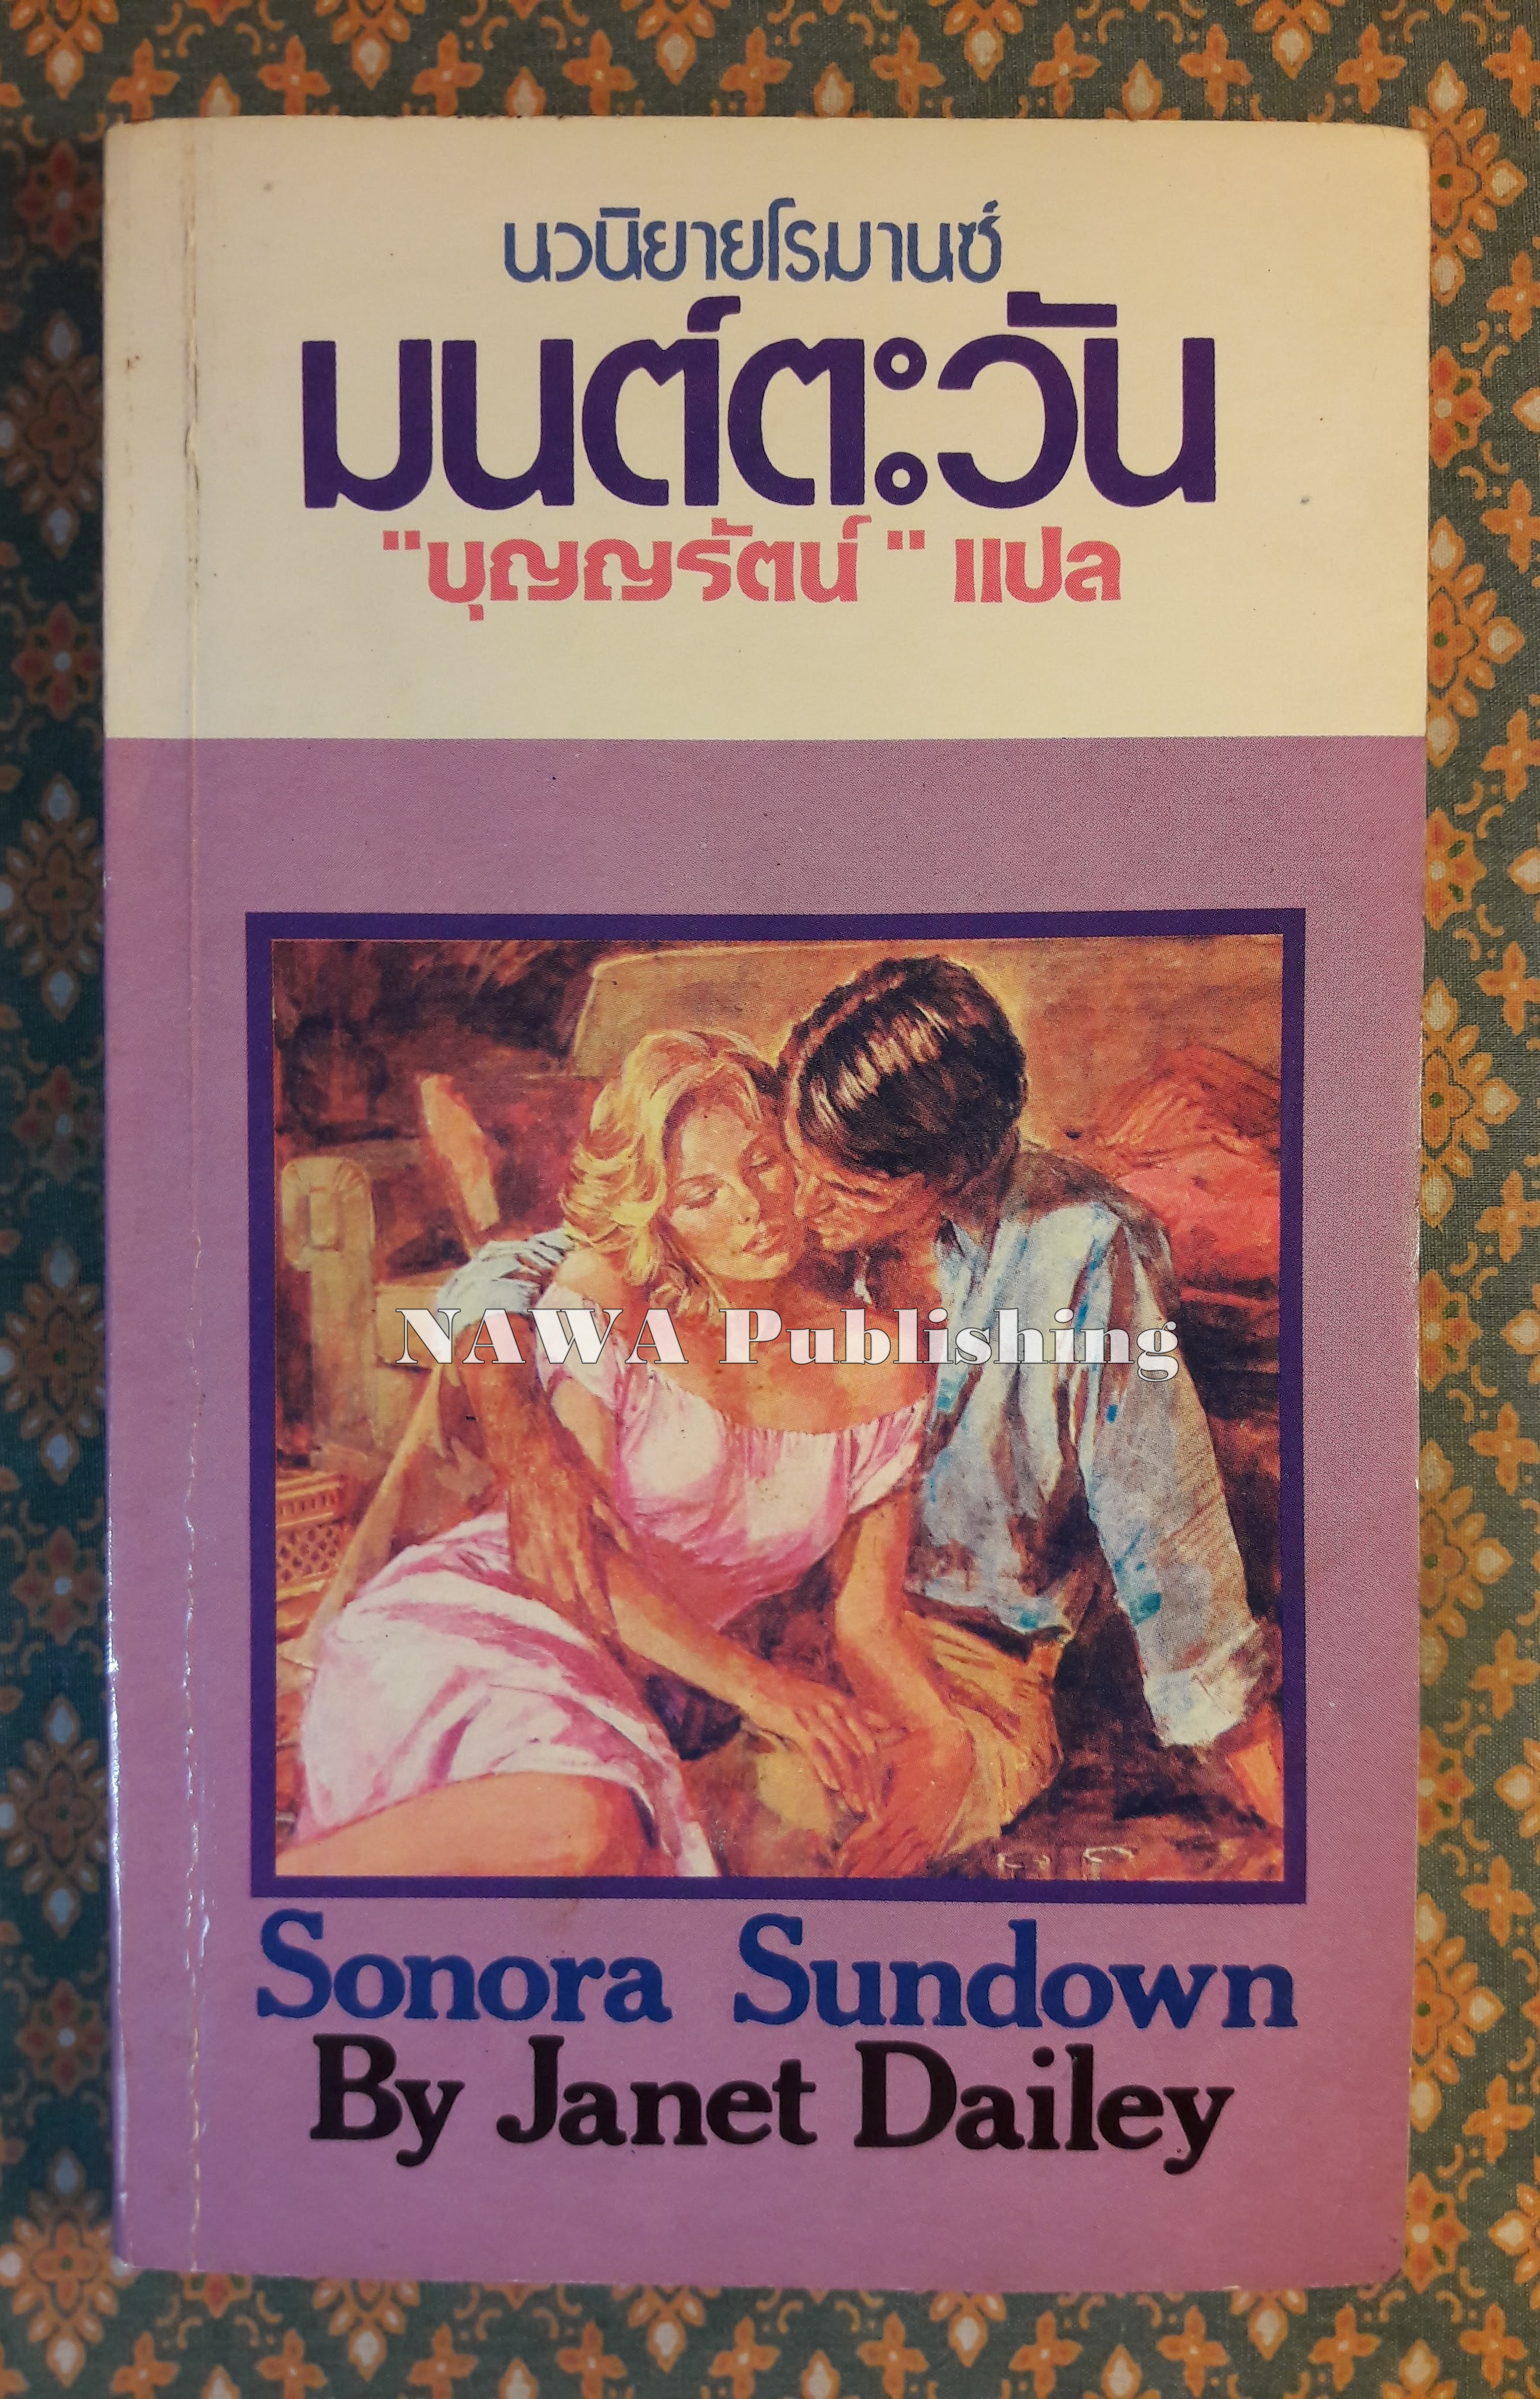 นวนิยายโรมานซ์
มนต์ตะวัน
"บุญญรัตน์" แปล
NAWA Publishing
Sonora Sundown
By Janet Dailey